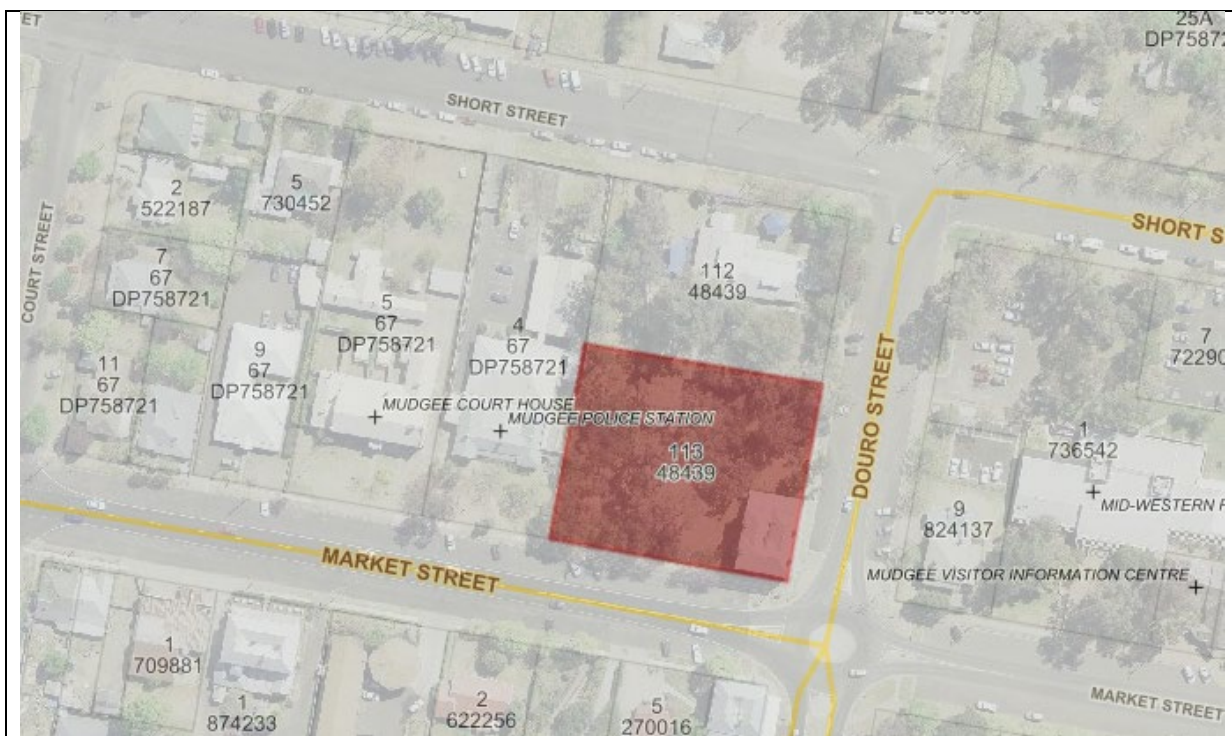 ET
25A
DP7587
SHORT STREET
2
522187
5
730452
SHORT S
COURT STREET
7
67
DP758721
112
48439
5
67
DP758721
4
67
DP758721
7
72290
11
67
DP758721
9
67
DP758721
MUDGEE COURT HOUSE
MUDGEE POLICE STATION
113
48439
DOURO STREET
1
736542
MID-WESTERN
9
824137
MARKET STREET
MUDGEE VISITOR INFORMATION CENTRE
1
709881
1
874233
2
622256
5
270016
MARKET STREET